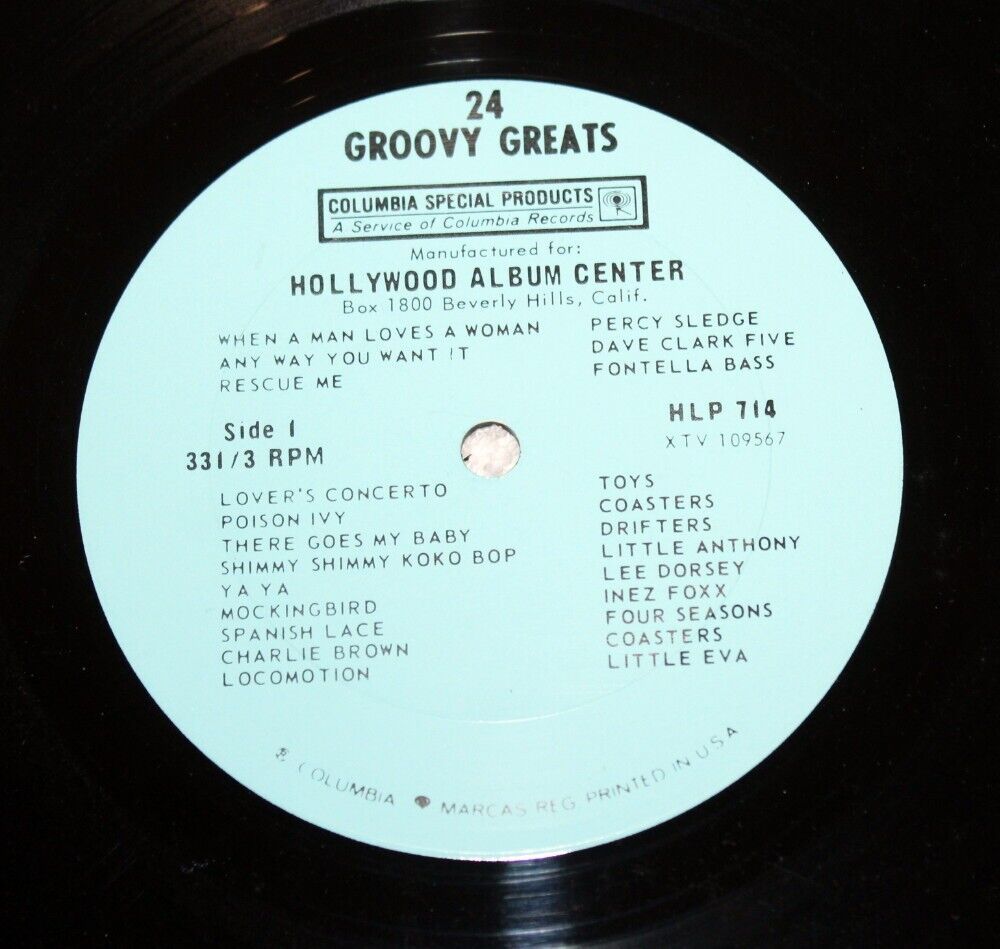 24
GROOVY GREATS
COLUMBIA SPECIAL PRODUCTS
A Service of Columbia Records
Manufactured for:
HOLLYWOOD ALBUM CENTER
Box 1800 Beverly Hills, Calif.
WHEN A MAN LOVES A WOMAN PERCY SLEDGE
ANY WAY YOU WANT IT DAVE CLARK FIVE
RESCUE ME FONTELLA BASS
Side 1 HLP 714
33 1/3 RPM XTV 109567
LOVER'S CONCERTO TOYS
POISON IVY COASTERS
THERE GOES MY BABY DRIFTERS
SHIMMY SHIMMY KOKO BOP LITTLE ANTHONY
YA YA LEE DORSEY
MOCKINGBIRD INEZ FOXX
SPANISH LACE FOUR SEASONS
CHARLIE BROWN COASTERS
LOCOMOTION LITTLE EVA
® COLUMBIA MARCAS REG. PRINTED IN U.S.A.